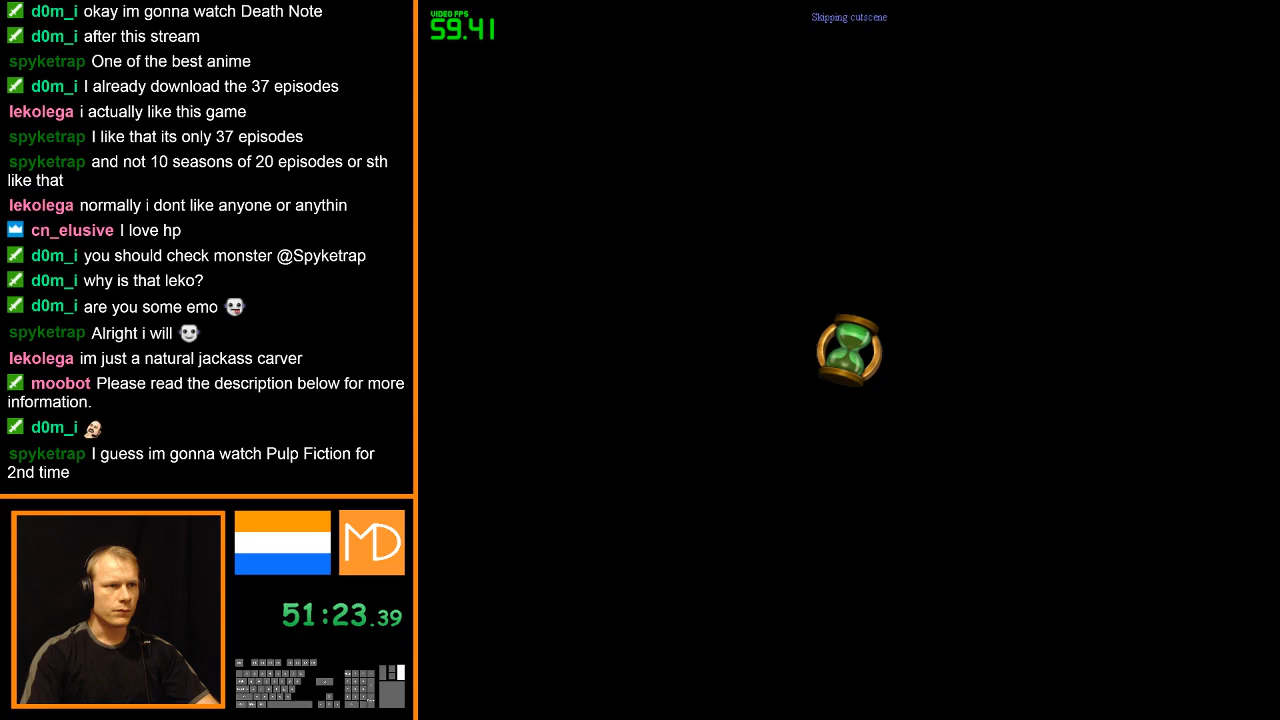 d0m_i okay im gonna watch Death Note
d0m_i after this stream
spyketrap One of the best anime
d0m_i I already download the 37 episodes
lekolega i actually like this game
spyketrap I like that its only 37 episodes
spyketrap and not 10 seasons of 20 episodes or sth
like that
lekolega normally i dont like anyone or anythin
cn_elusive I love hp
d0m_i you should check monster @Spyketrap
d0m_i why is that leko?
d0m_i are you some emo
spyketrap Alright i will
lekolega im just a natural jackass carver
moobot Please read the description below for more
information.
d0m_i
spyketrap I guess im gonna watch Pulp Fiction for
2nd time
VIDEO FPS
59.41
Skipping cutscene
MD
51:23.39